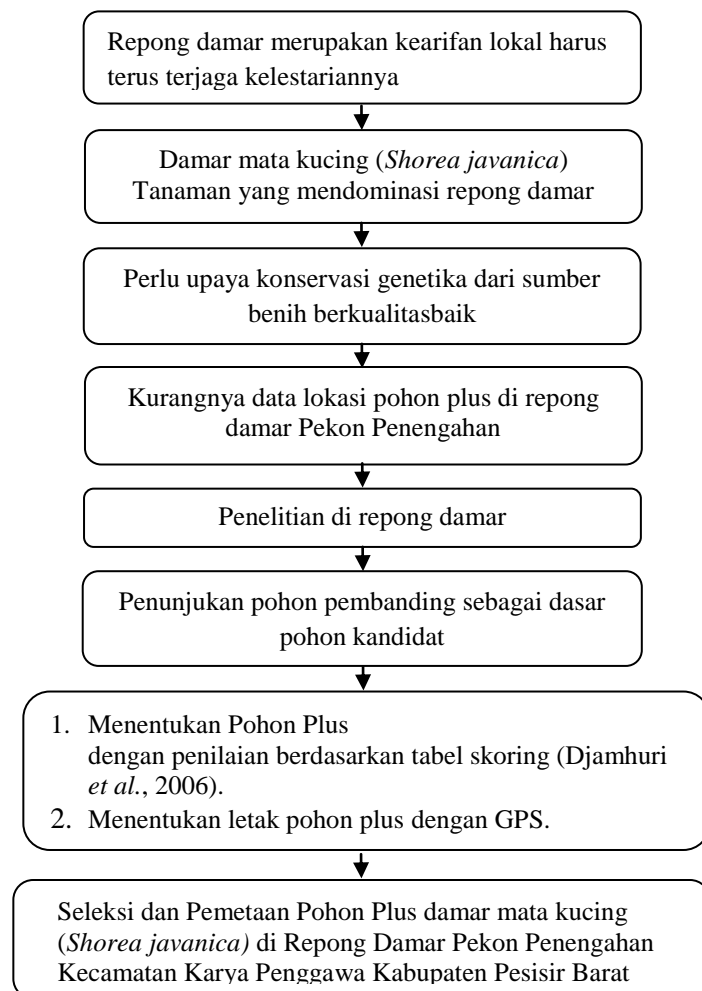 Repong damar merupakan kearifan lokal harus
terus terjaga kelestariannya
Damar mata kucing (Shorea javanica)
Tanaman yang mendominasi repong damar
Perlu upaya konservasi genetika dari sumber
benih berkualitasbaik
Kurangnya data lokasi pohon plus di repong
damar Pekon Penengahan
Penelitian di repong damar
Penunjukan pohon pembanding sebagai dasar
pohon kandidat
1. Menentukan Pohon Plus
dengan penilaian berdasarkan tabel skoring (Djamhuri
et al., 2006).
2. Menentukan letak pohon plus dengan GPS.
Seleksi dan Pemetaan Pohon Plus damar mata kucing
(Shorea javanica) di Repong Damar Pekon Penengahan
Kecamatan Karya Penggawa Kabupaten Pesisir Barat